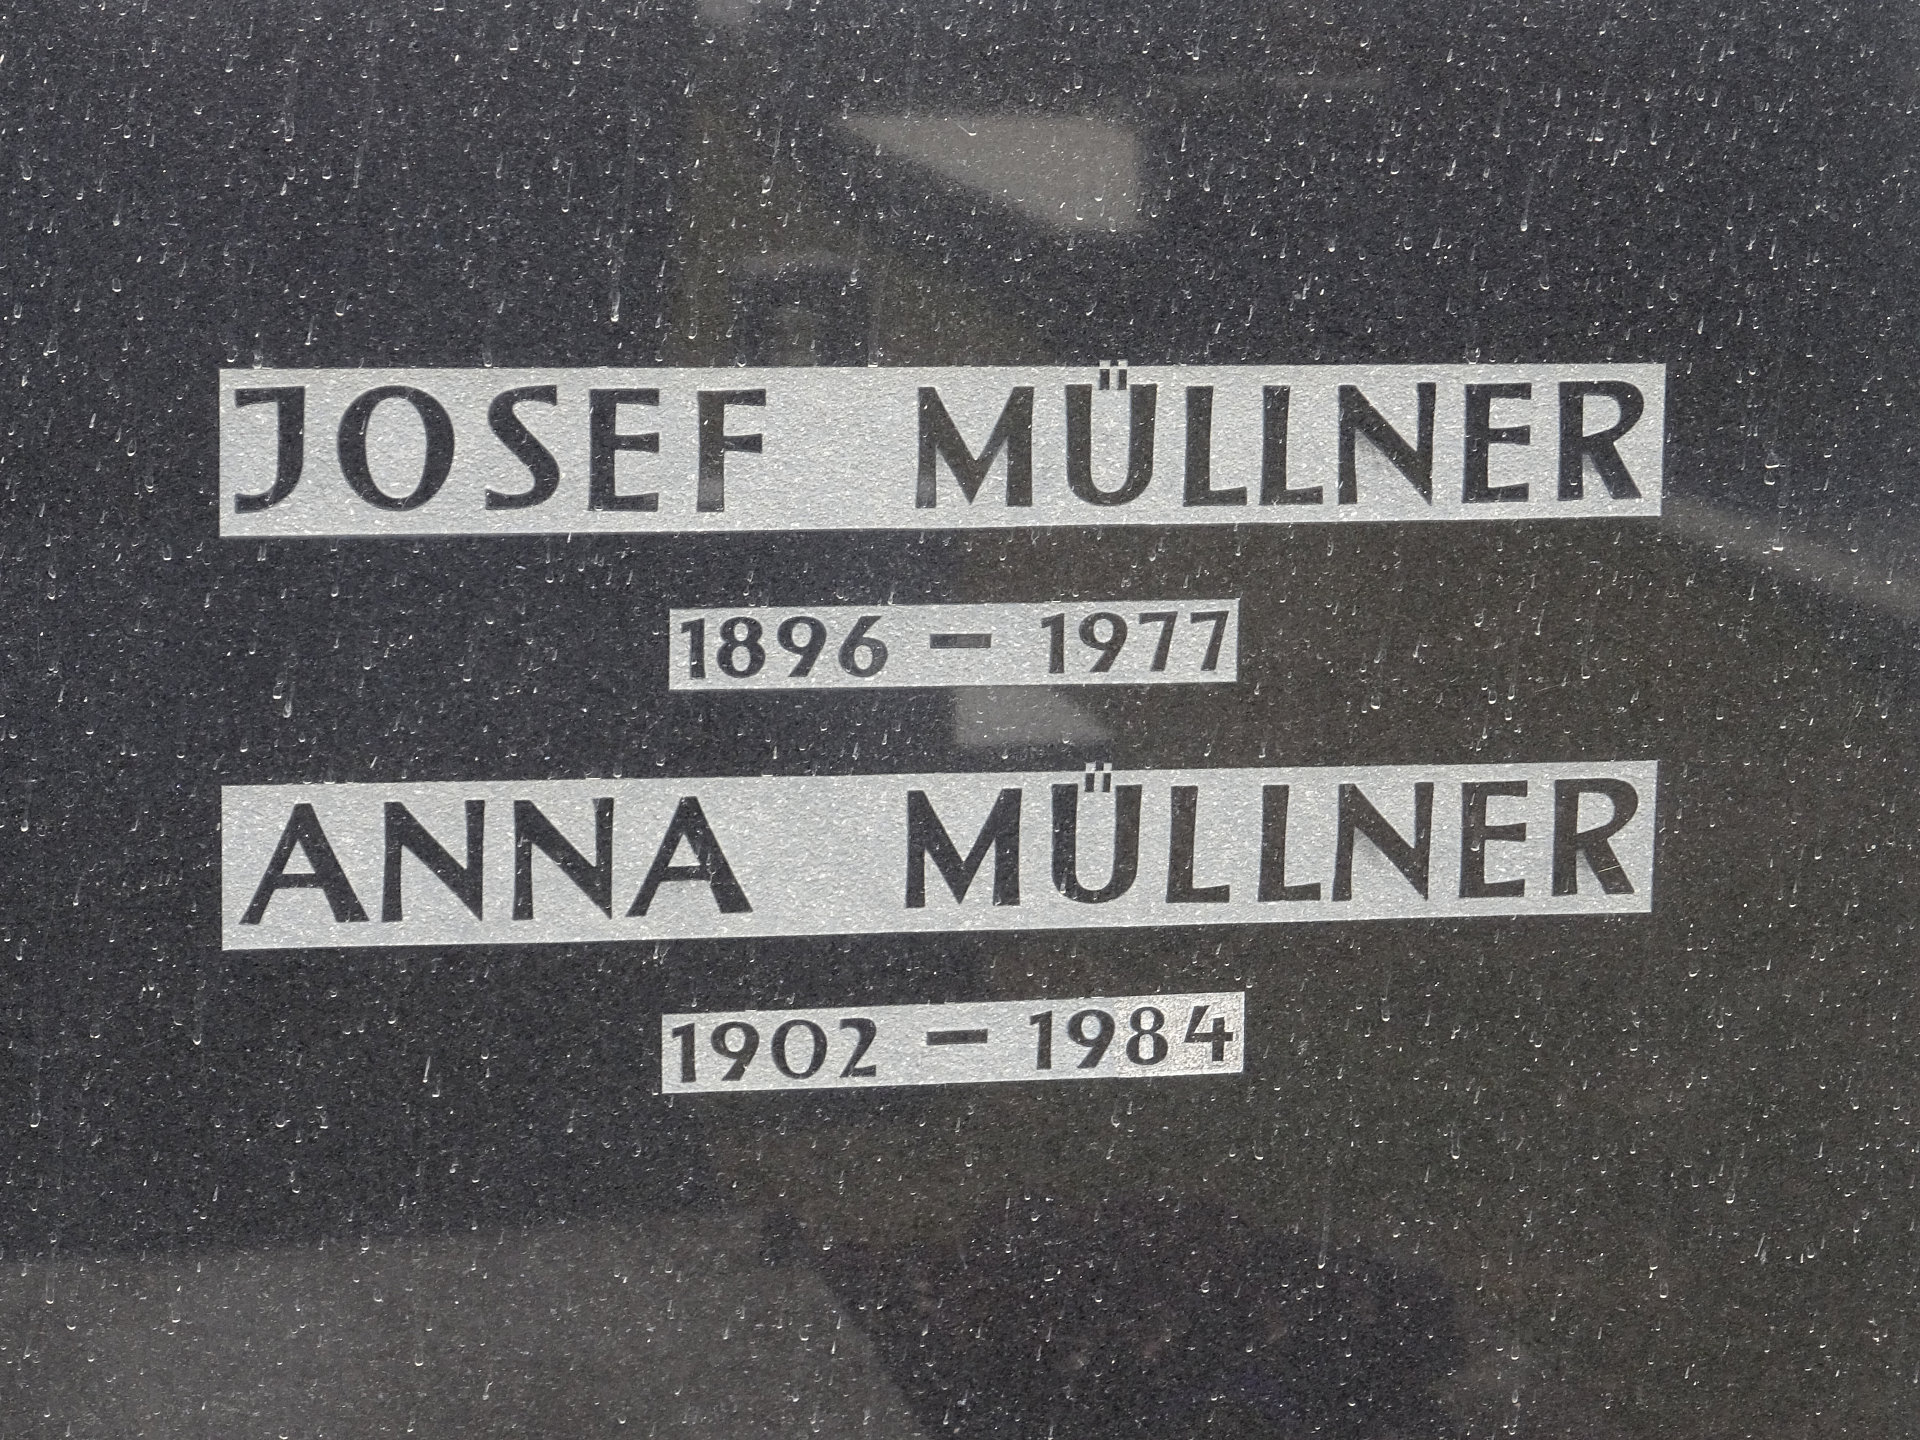 JOSEF MÜLLNER
1896 – 1977
ANNA MÜLLNER
1902 – 1984